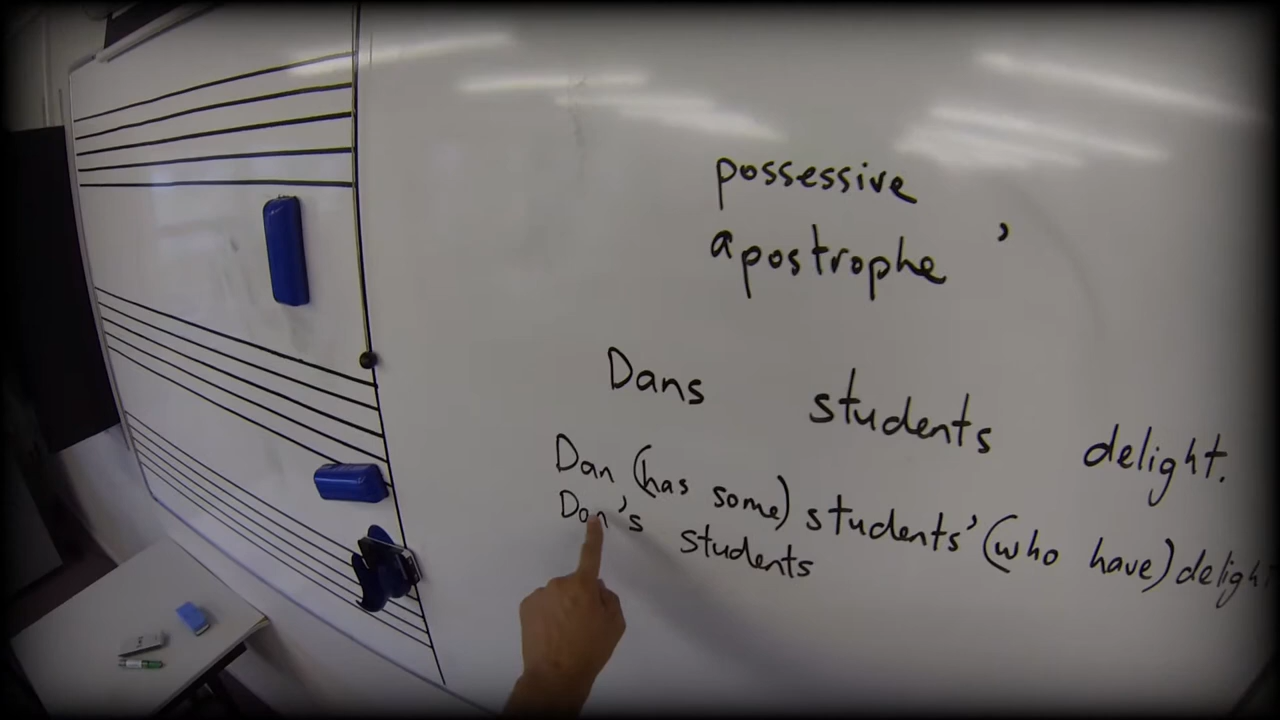 possessive
apostrophe ’
Dans students delight.
Dan (has some) students’ (who have) delight
Dan’s students